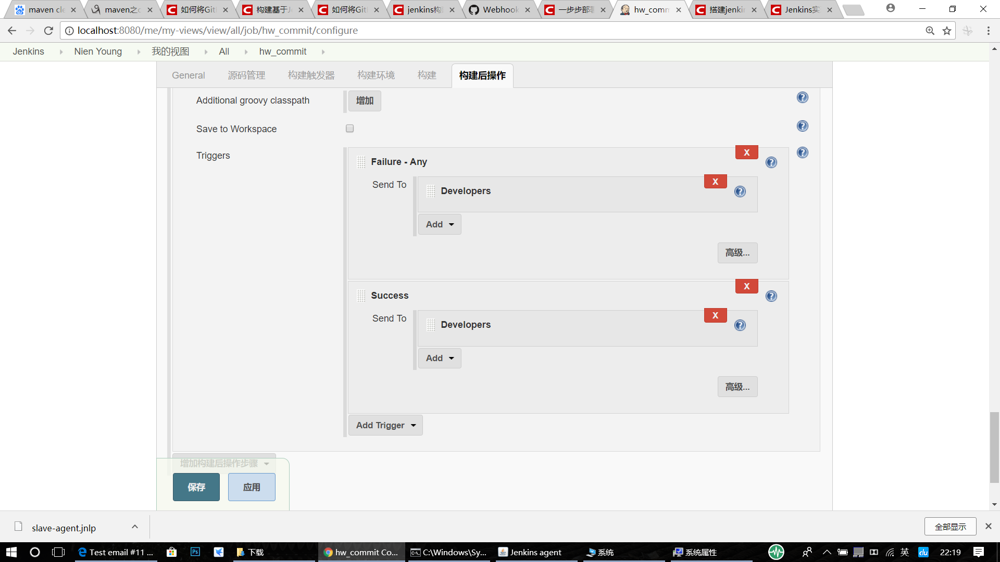 maven cle
maven之c
如何将Git
构建基于J
如何将Git
jenkins构建
Webhook
一步步部署
hw_comm
搭建jenkin
Jenkins实
localhost:8080/me/my-views/view/all/job/hw_commit/configure
Jenkins
Nien Young
我的视图
All
hw_commit
General
源码管理
构建触发器
构建环境
构建
构建后操作
Additional groovy classpath
增加
Save to Workspace
Triggers
X
Failure - Any
Send To
X
Developers
Add
高级...
X
Success
Send To
X
Developers
Add
高级...
Add Trigger
增加构建后操作步骤
保存
应用
slave-agent.jnlp
全部显示
Test email #11 ...
Ps
下载
hw_commit Co...
C:\Windows\Sy...
Jenkins agent
系统
系统属性
英
du
22:19